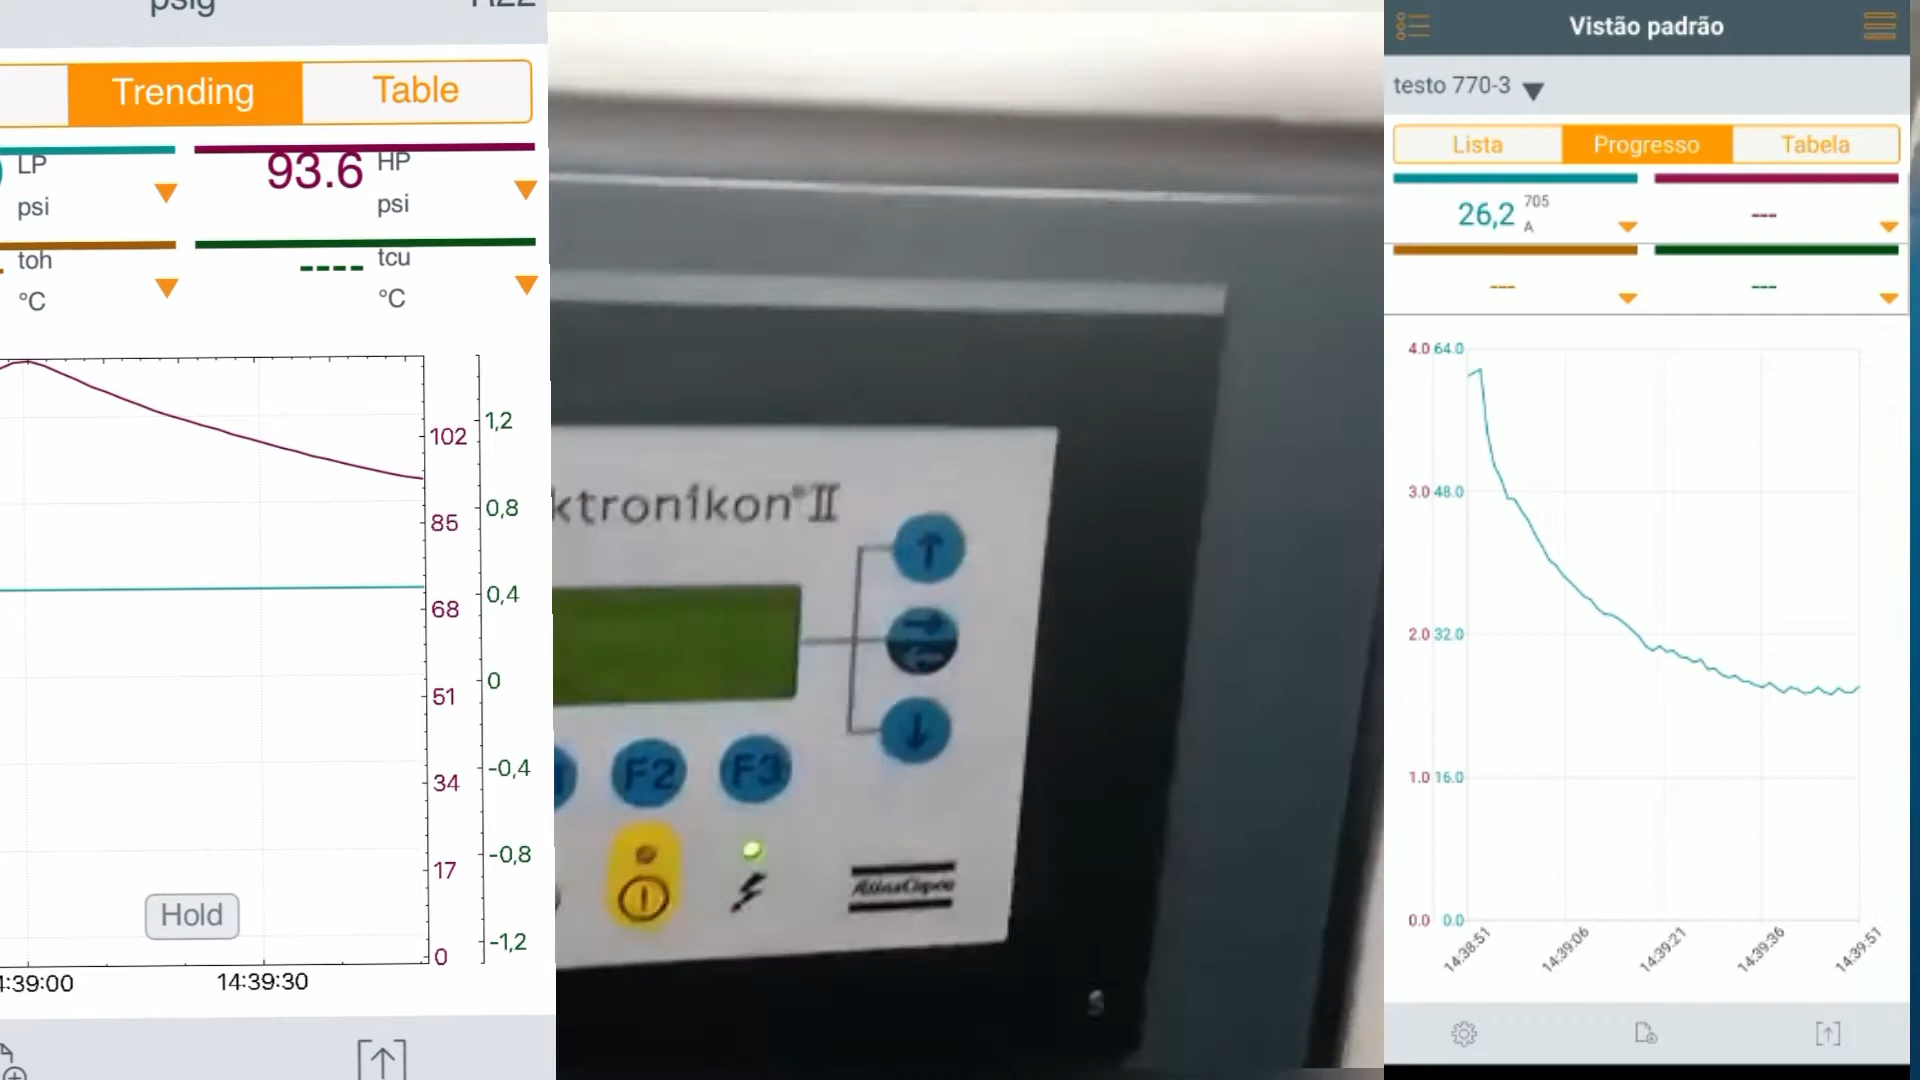 psig
R22
Trending
Table
LP
psi
93.6
HP
psi
toh
°C
----
tcu
°C
102
85
68
51
34
17
0
1,2
0,8
0,4
0
-0,4
-0,8
-1,2
Hold
:39:00
14:39:30
ktronikon® II
F2
F3
AtlasCopco
Vistão padrão
testo 770-3
Lista
Progresso
Tabela
26,2
705
A
---
---
---
4.0 64.0
3.0 48.0
2.0 32.0
1.0 16.0
0.0 0.0
14:38:51
14:39:06
14:39:21
14:39:36
14:39:51